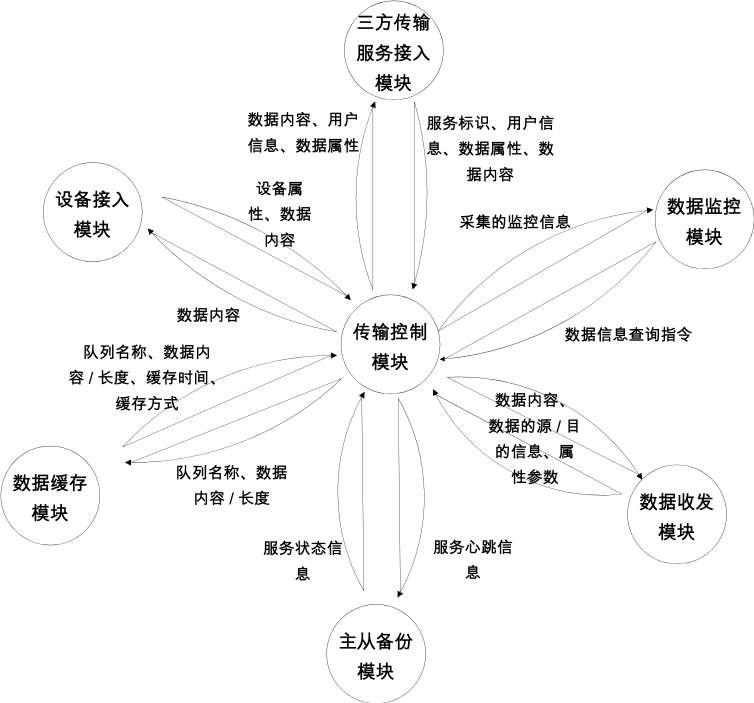 三方传输
服务接入
模块
数据内容、用户
信息、数据属性
服务标识、用户信
息、数据属性、数
据内容
设备接入
模块
设备属
性、数据
内容
数据监控
模块
采集的监控信息
数据内容
传输控制
模块
数据信息查询指令
队列名称、数据内
容/长度、缓存时间、
缓存方式
数据内容、
数据的源/目
的信息、属
性参数
队列名称、数据
内容/长度
数据缓存
模块
数据收发
模块
服务状态信
息
服务心跳信
息
主从备份
模块